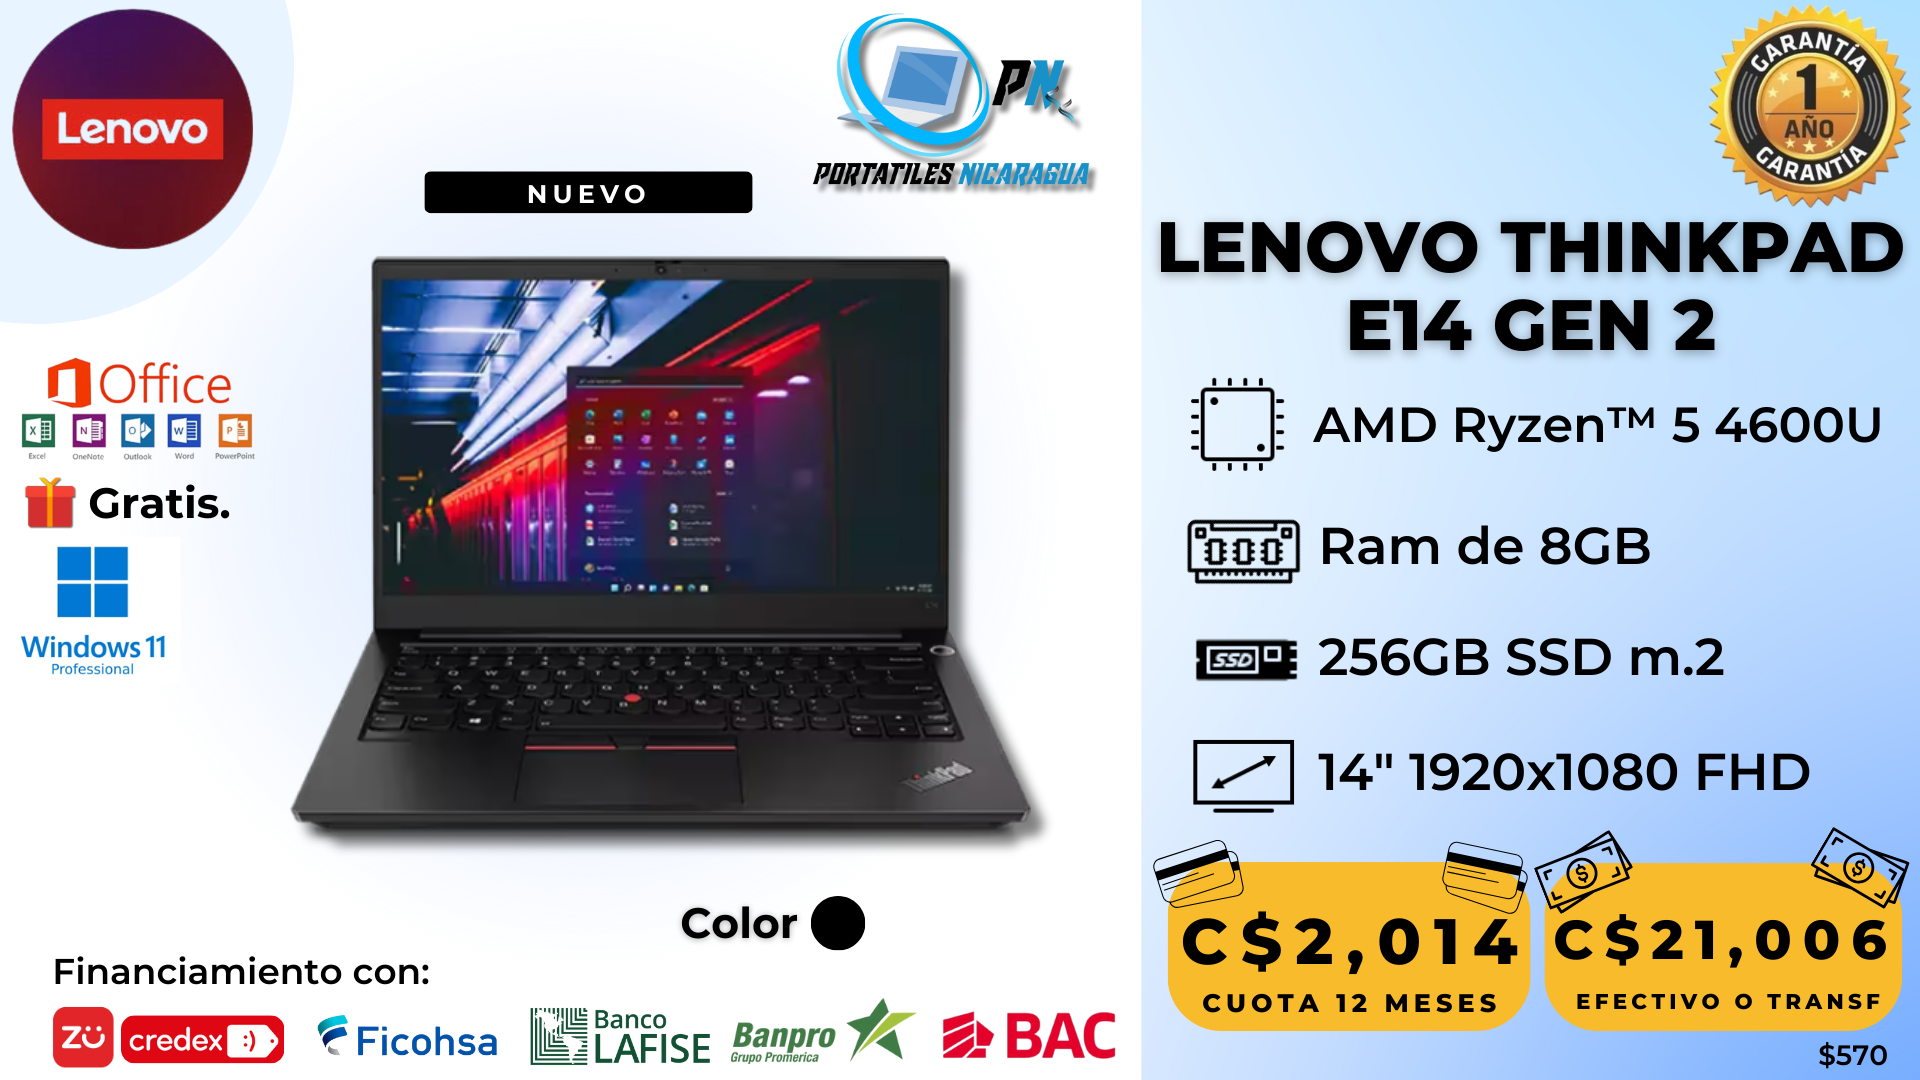 Lenovo
PN
PORTATILES NICARAGUA
NUEVO
Office
Excel
OneNote
Outlook
Word
PowerPoint
Gratis.
Windows 11
Professional
ThinkPad
Color
Financiamiento con:
zū
credex :)
Ficohsa
Banco
LAFISE
Banpro
Grupo Promerica
BAC
GARANTÍA
1
AÑO
GARANTÍA
LENOVO THINKPAD
E14 GEN 2
AMD Ryzen™ 5 4600U
Ram de 8GB
SSD
256GB SSD m.2
14" 1920x1080 FHD
C$2,014
CUOTA 12 MESES
C$21,006
EFECTIVO O TRANSF
$570